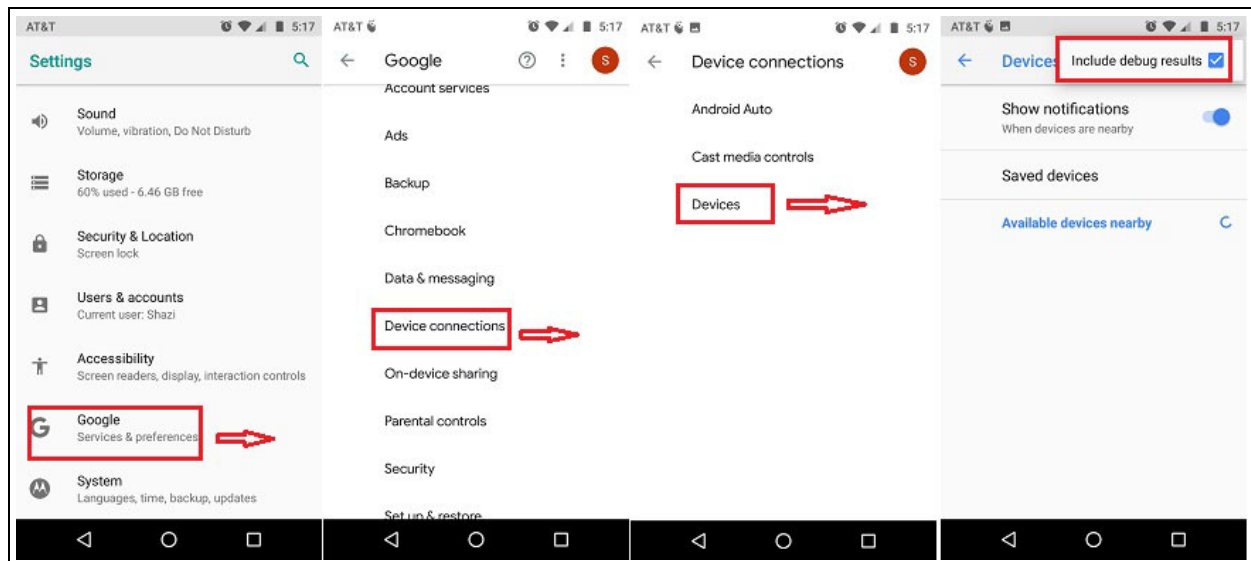 AT&T 5:17
Settings
Sound
Volume, vibration, Do Not Disturb
Storage
60% used - 6.46 GB free
Security & Location
Screen lock
Users & accounts
Current user: Shazi
Accessibility
Screen readers, display, interaction controls
Google
Services & preferences
System
Languages, time, backup, updates
AT&T 5:17
Google S
Account services
Ads
Backup
Chromebook
Data & messaging
Device connections
On-device sharing
Parental controls
Security
Set up & restore
AT&T 5:17
Device connections S
Android Auto
Cast media controls
Devices
AT&T 5:17
Devices Include debug results
Show notifications
When devices are nearby
Saved devices
Available devices nearby